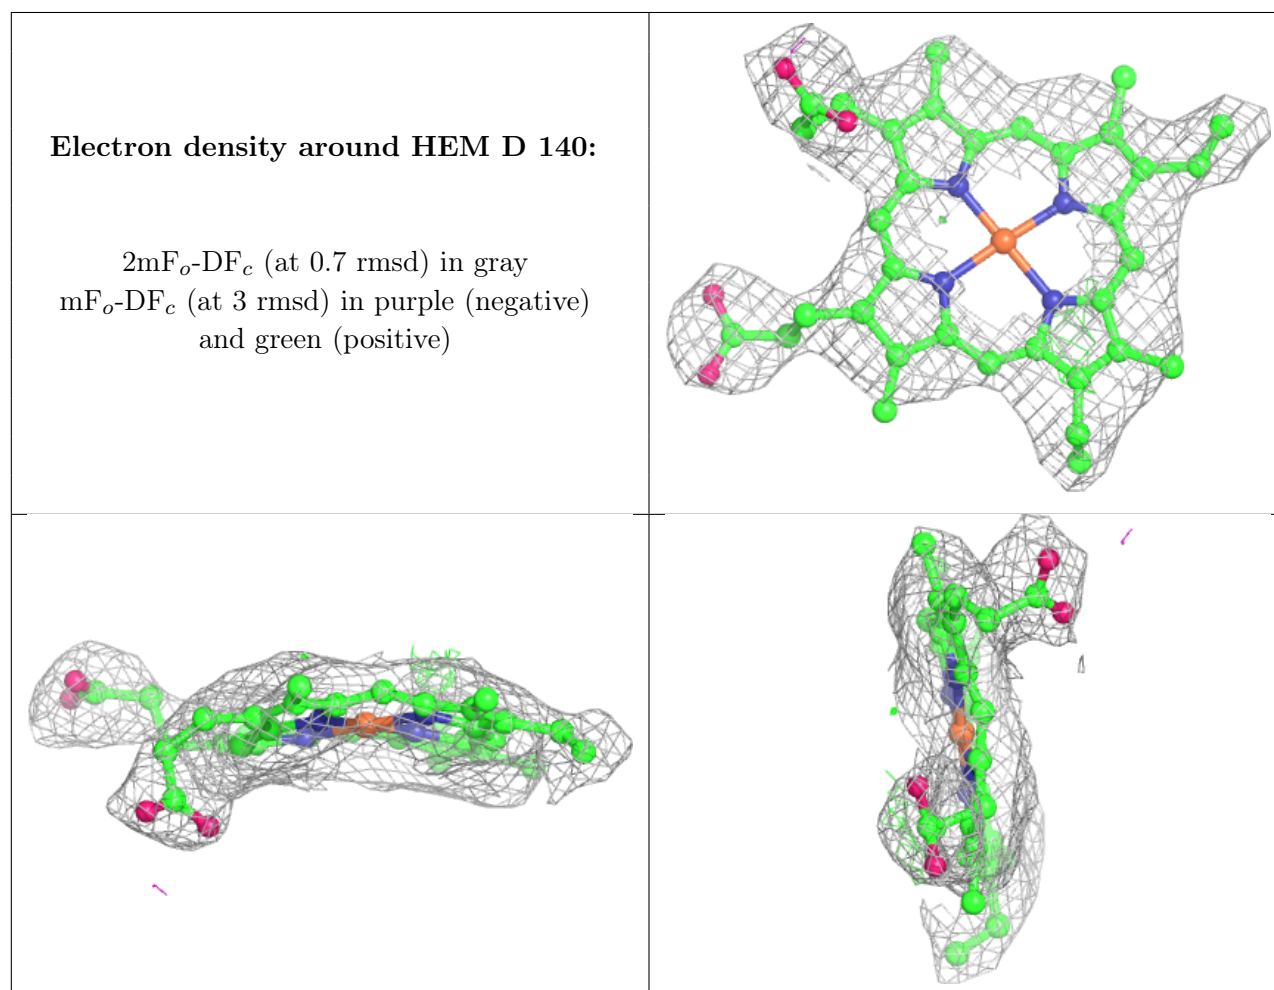 Electron density around HEM D 140:
2mFo-DFc (at 0.7 rmsd) in gray
mFo-DFc (at 3 rmsd) in purple (negative)
and green (positive)